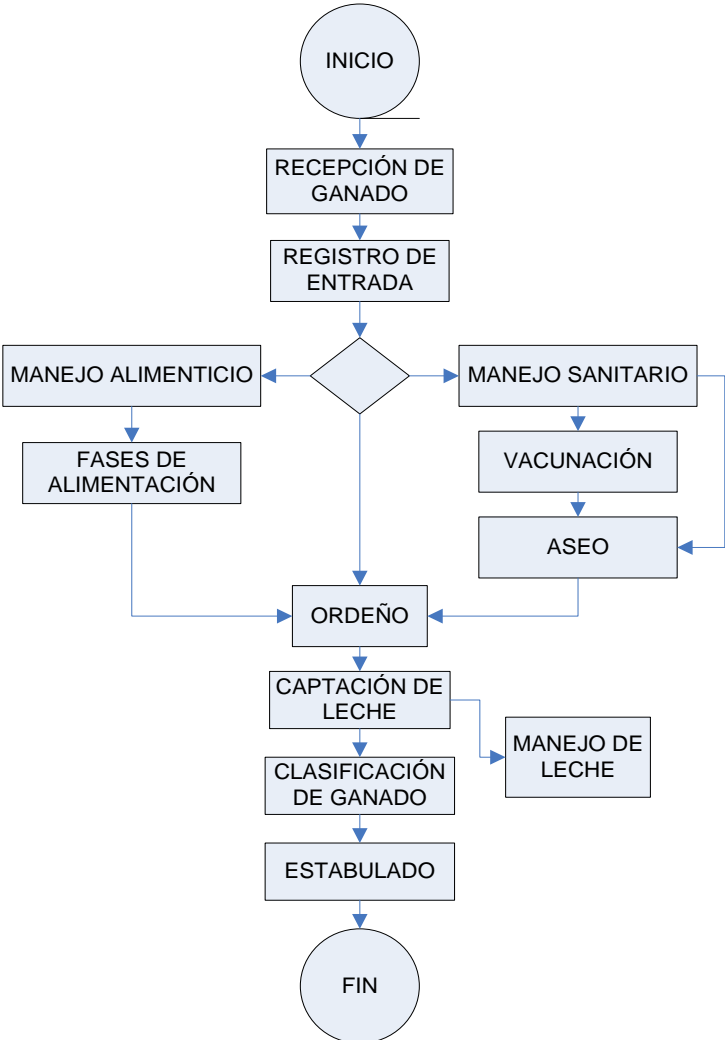 INICIO
RECEPCIÓN DE
GANADO
REGISTRO DE
ENTRADA
MANEJO ALIMENTICIO
MANEJO SANITARIO
FASES DE
ALIMENTACIÓN
VACUNACIÓN
ASEO
ORDEÑO
CAPTACIÓN DE
LECHE
MANEJO DE
LECHE
CLASIFICACIÓN
DE GANADO
ESTABULADO
FIN